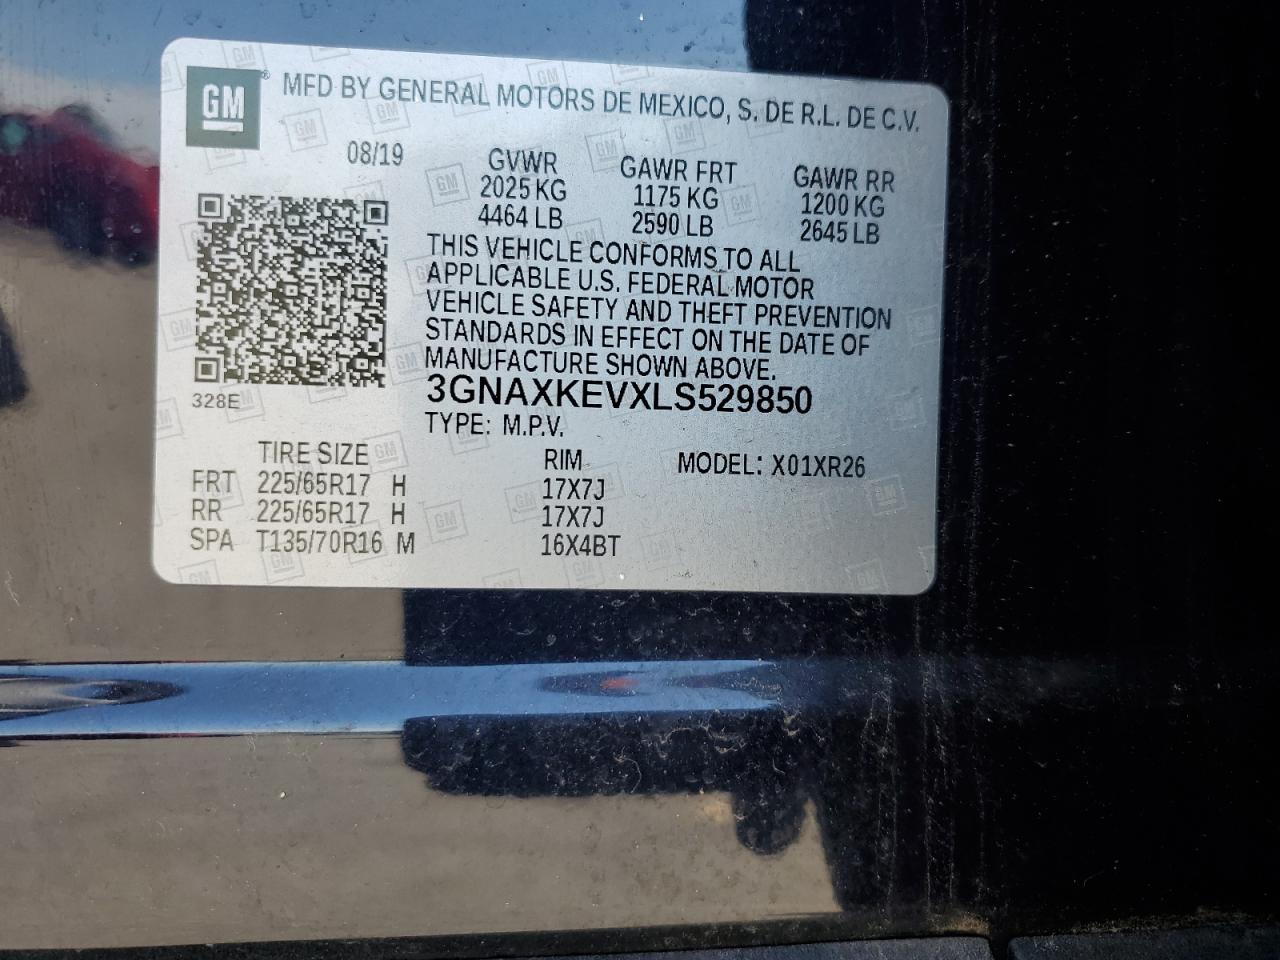 GM® MFD BY GENERAL MOTORS DE MEXICO, S. DE R.L. DE C.V.
08/19
GVWR GAWR FRT GAWR RR
2025 KG 1175 KG 1200 KG
4464 LB 2590 LB 2645 LB
THIS VEHICLE CONFORMS TO ALL
APPLICABLE U.S. FEDERAL MOTOR
VEHICLE SAFETY AND THEFT PREVENTION
STANDARDS IN EFFECT ON THE DATE OF
MANUFACTURE SHOWN ABOVE.
328E
3GNAXKEVXLS529850
TYPE: M.P.V.
TIRE SIZE RIM MODEL: X01XR26
FRT 225/65R17 H 17X7J
RR 225/65R17 H 17X7J
SPA T135/70R16 M 16X4BT